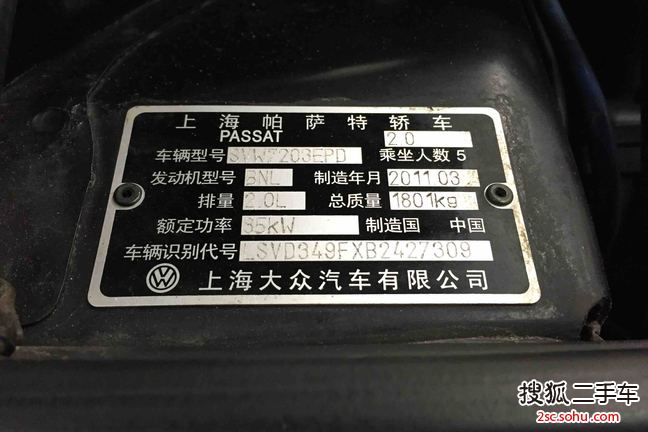 上海帕萨特轿车
PASSAT 2.0
车辆型号 SVW7203EPD 乘坐人数 5
发动机型号 BNL 制造年月 2011.03
排量 2.0L 总质量 1801kg
额定功率 85kW 制造国 中国
车辆识别代号 LSVD349FXB2427309
上海大众汽车有限公司
搜狐二手车
2sc.sohu.com